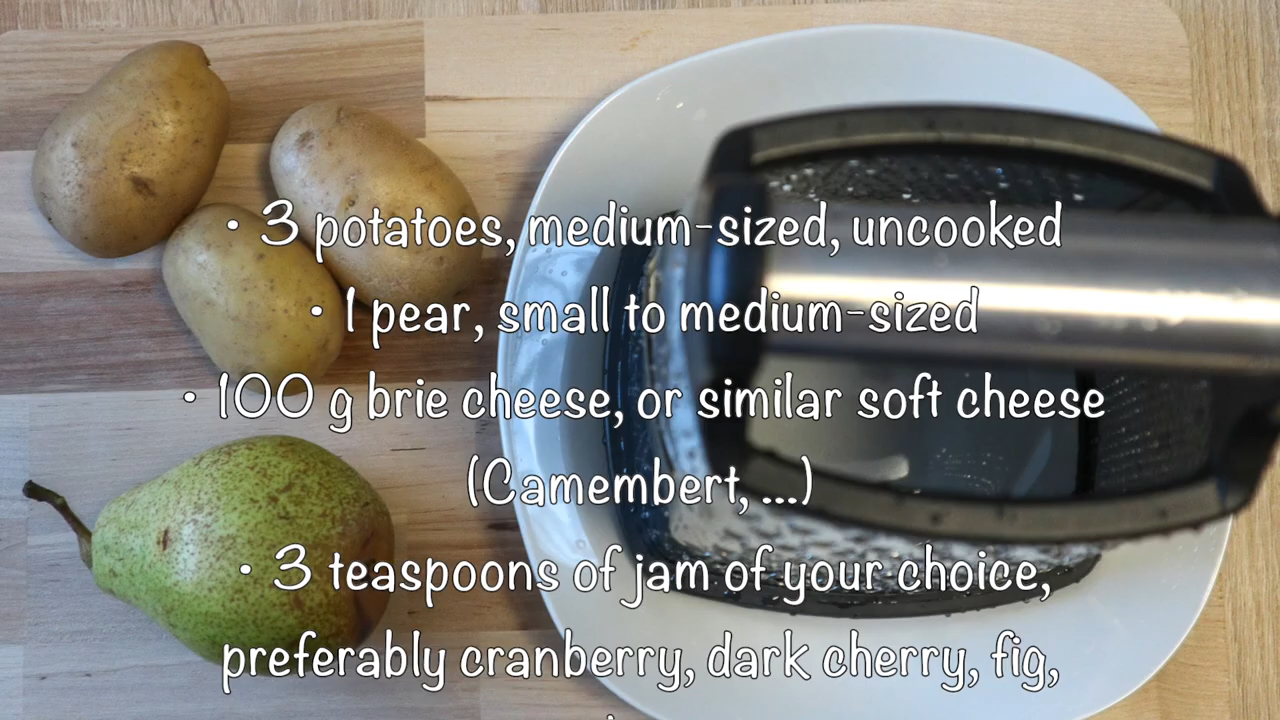 • 3 potatoes, medium-sized, uncooked
• 1 pear, small to medium-sized
• 100 g brie cheese, or similar soft cheese
(Camembert, ...)
• 3 teaspoons of jam of your choice,
preferably cranberry, dark cherry, fig,